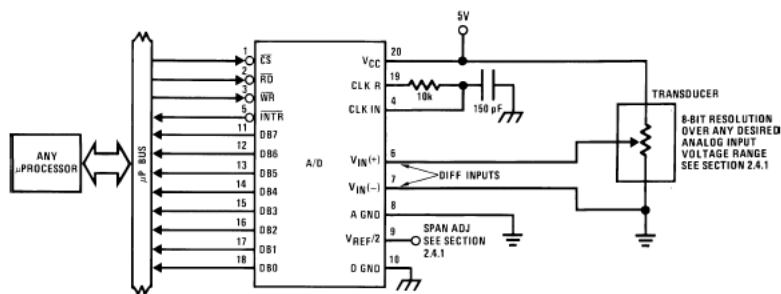 5V
1
CS
2
RD
3
WR
5
INTR
11
DB7
12
DB6
13
DB5
14
DB4
15
DB3
16
DB2
17
DB1
18
DB0
ANY
μPROCESSOR
μP BUS
A/D
20
VCC
19
CLK R
10k
4
CLK IN
150 pF
6
VIN(+)
DIFF INPUTS
7
VIN(−)
8
A GND
9
VREF/2
SPAN ADJ
SEE SECTION
2.4.1
10
D GND
TRANSDUCER
8-BIT RESOLUTION
OVER ANY DESIRED
ANALOG INPUT
VOLTAGE RANGE
SEE SECTION 2.4.1